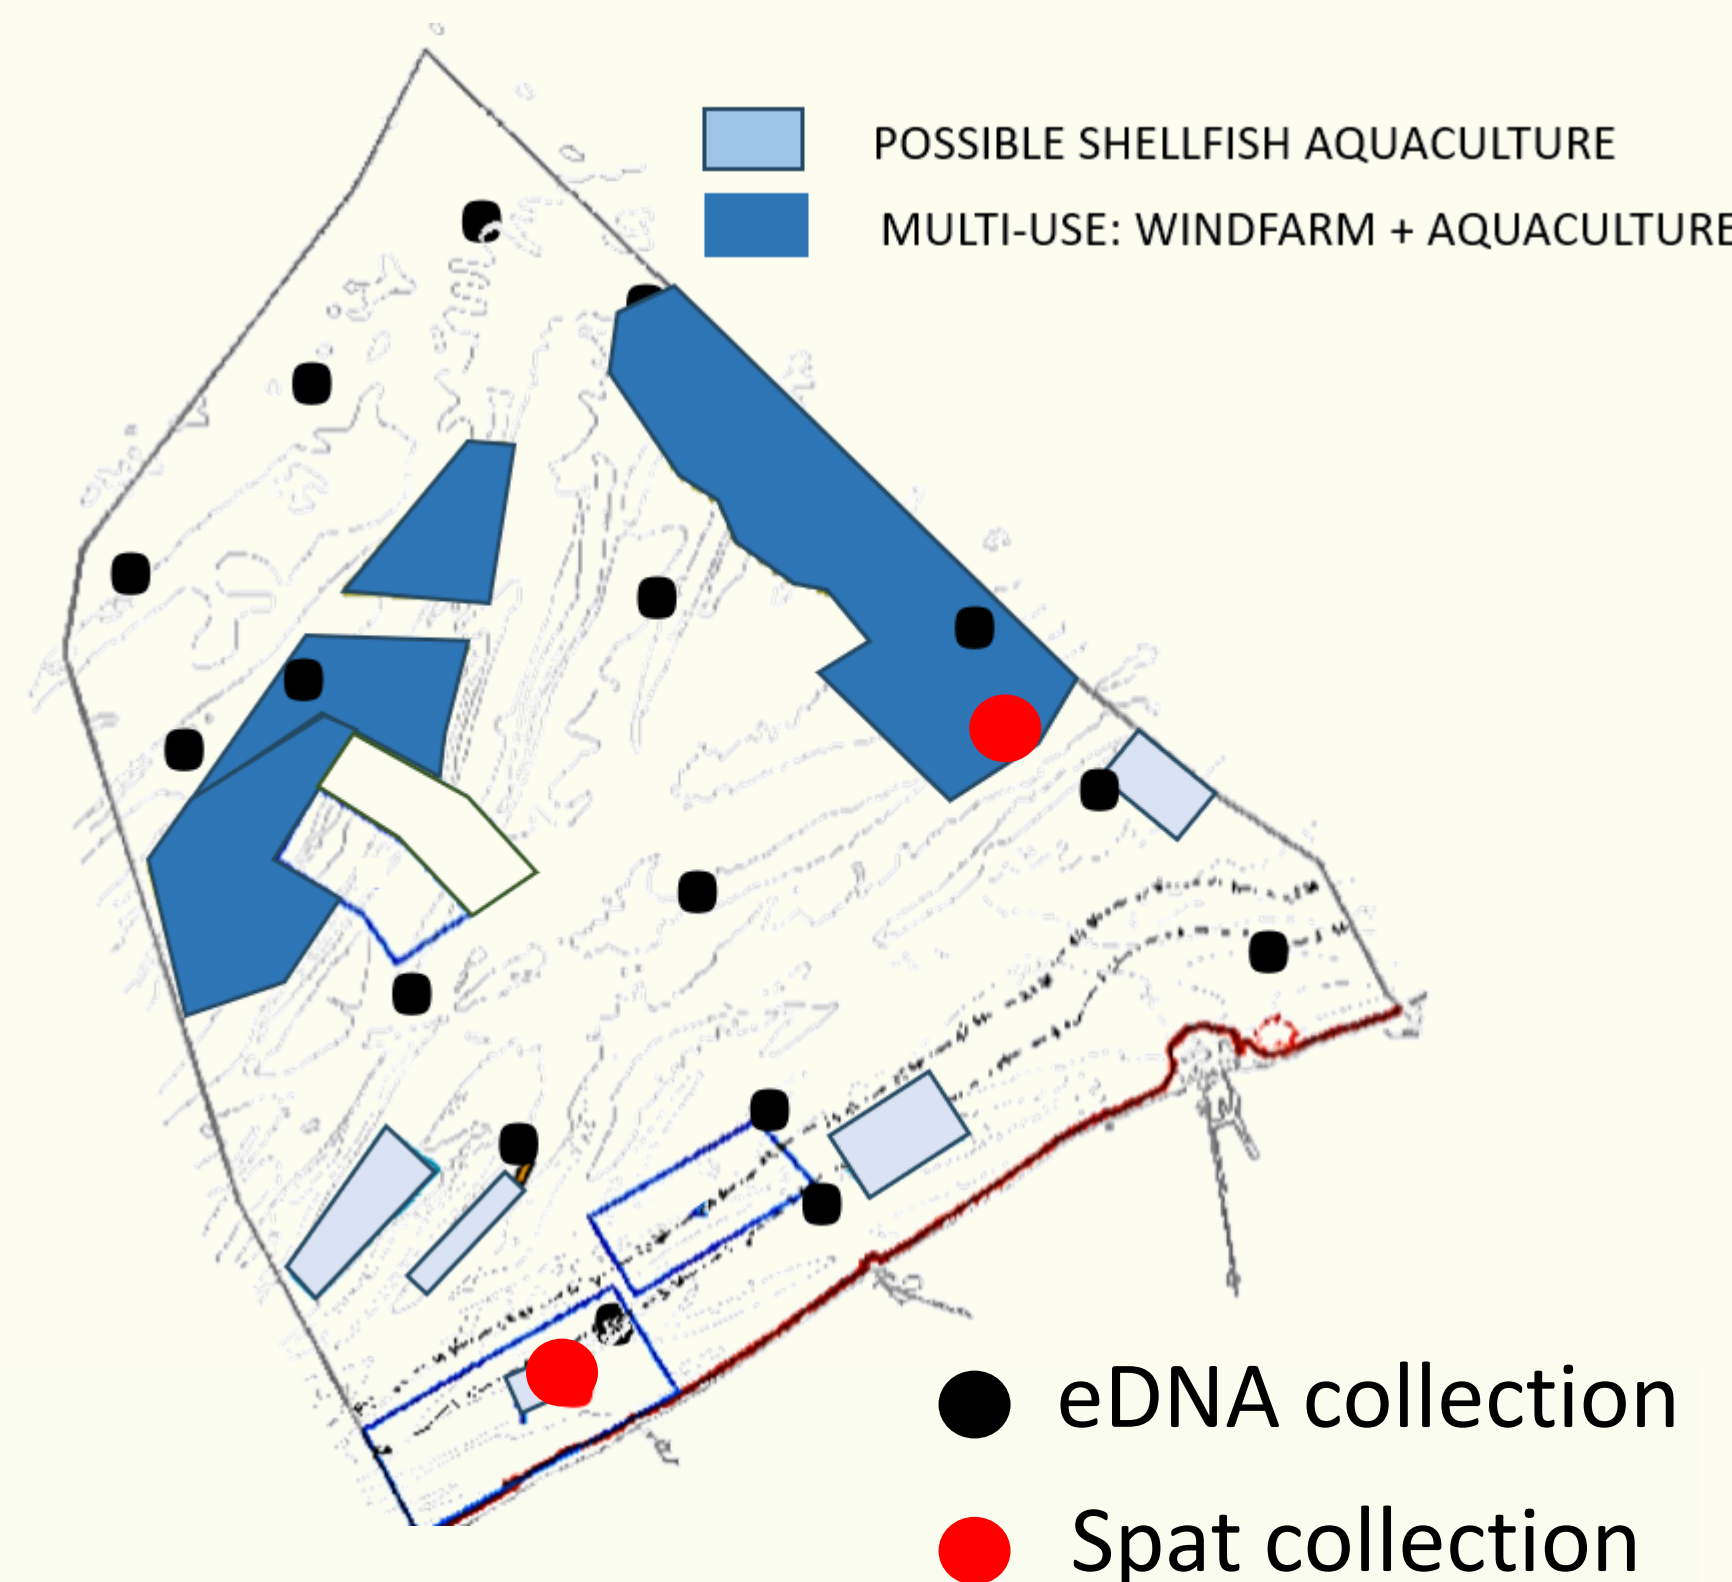 POSSIBLE SHELLFISH AQUACULTURE
MULTI-USE: WINDFARM + AQUACULTURE
eDNA collection
Spat collection